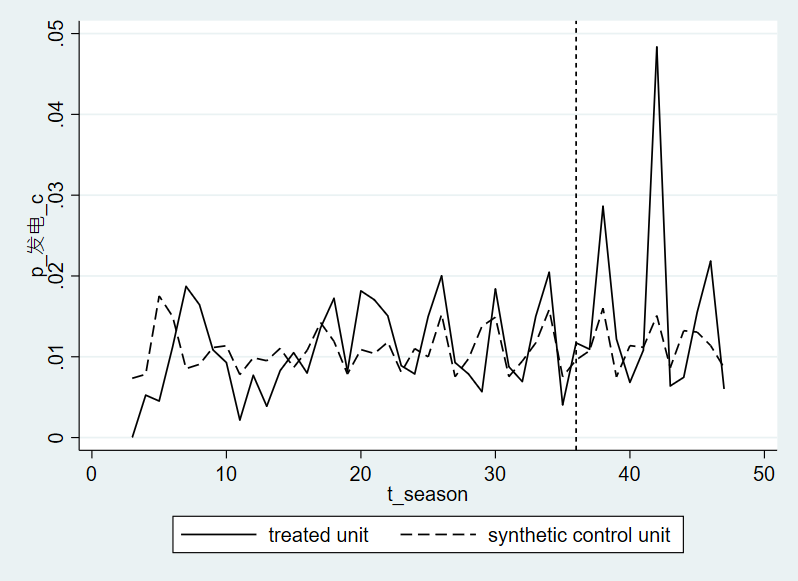 p_发电_c
.05
.04
.03
.02
.01
0
0 10 20 30 40 50
t_season
treated unit synthetic control unit